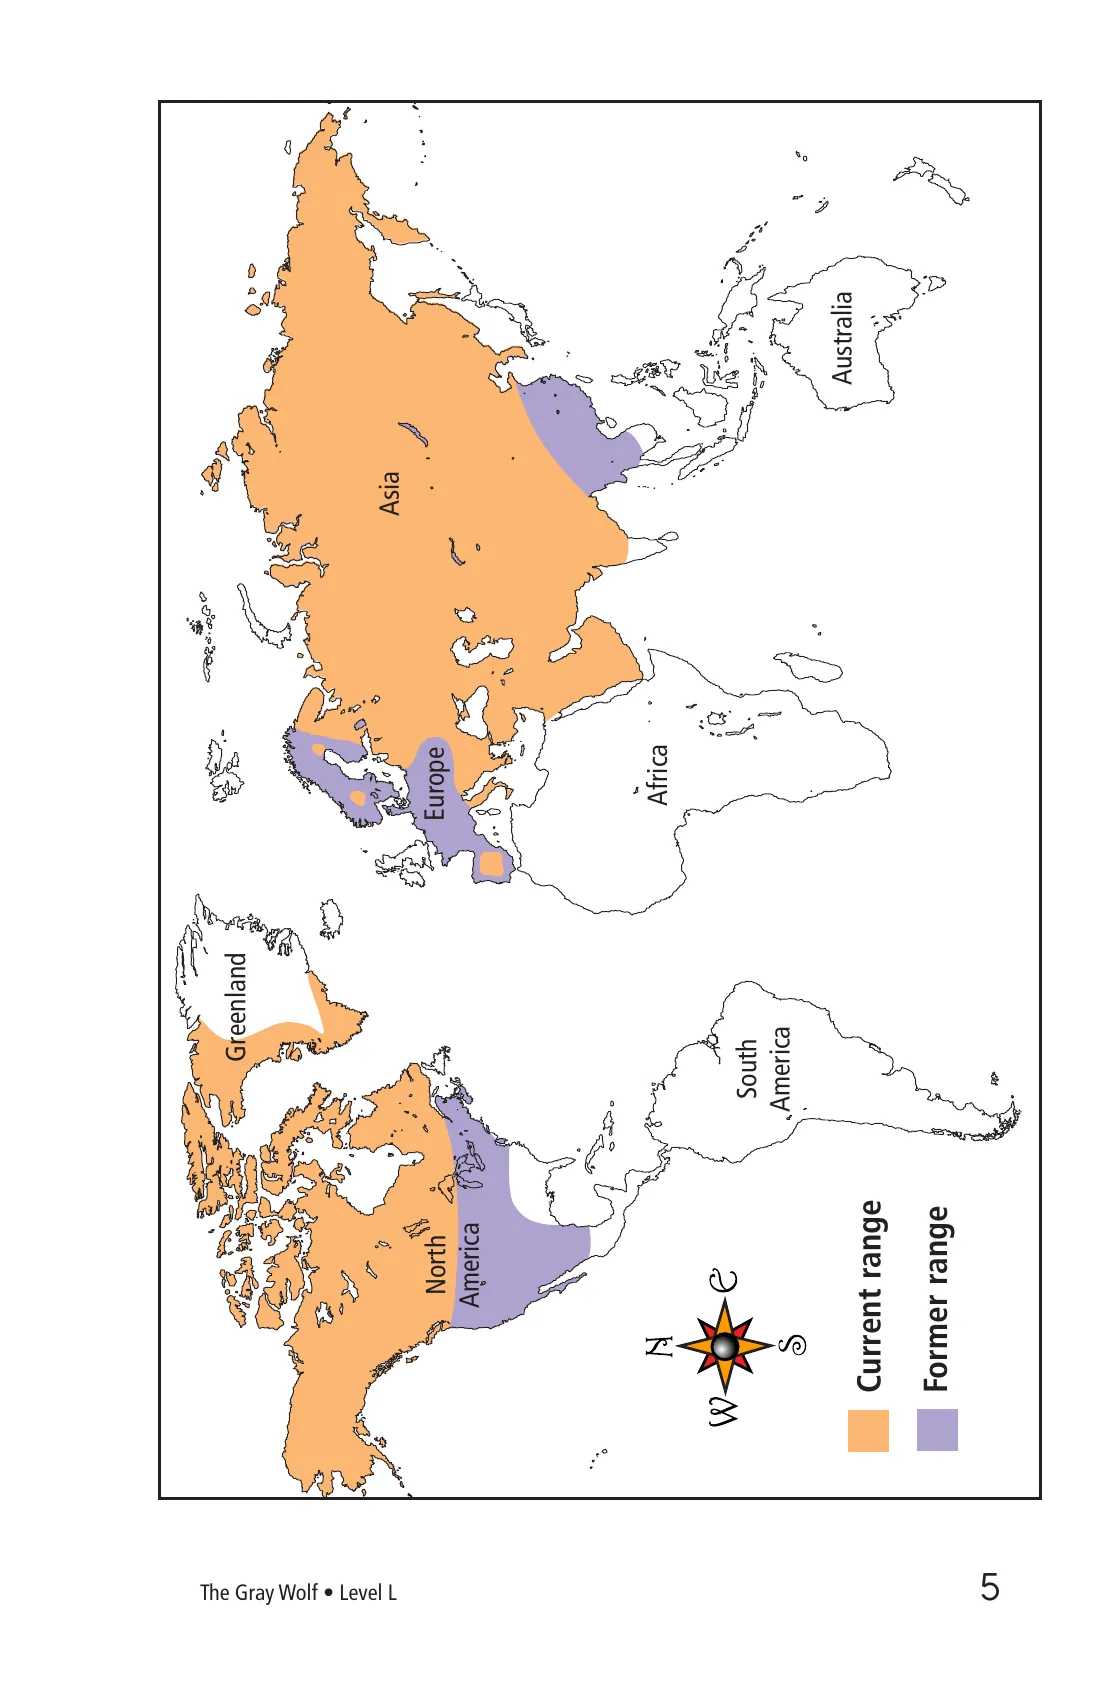 Greenland
North
America
South
America
Europe
Asia
Africa
Australia
N
W
E
S
Current range
Former range
The Gray Wolf • Level L
5